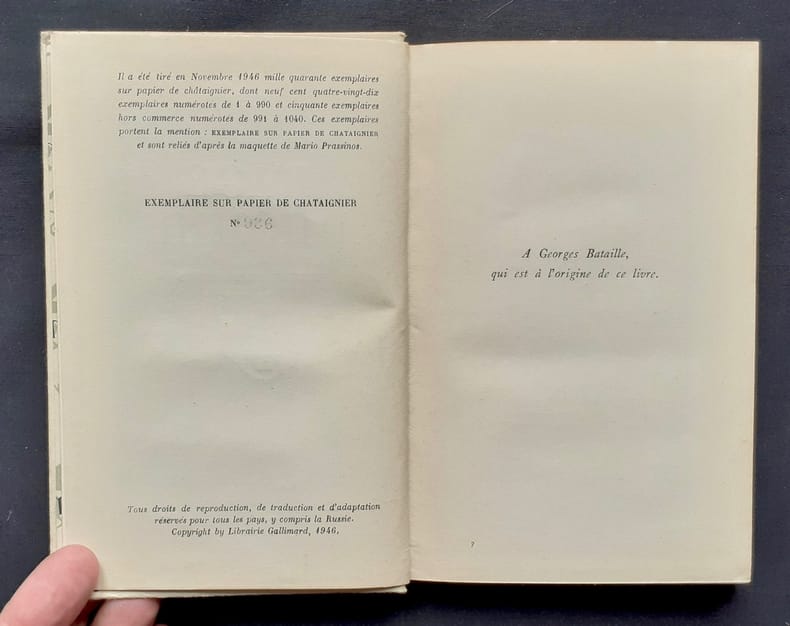 Il a été tiré en Novembre 1946 mille quarante exemplaires
sur papier de châtaignier, dont neuf cent quatre-vingt-dix
exemplaires numérotés de 1 à 990 et cinquante exemplaires
hors commerce numérotés de 991 à 1040. Ces exemplaires
portent la mention : EXEMPLAIRE SUR PAPIER DE CHATAIGNIER
et sont reliés d'après la maquette de Mario Prassinos.
EXEMPLAIRE SUR PAPIER DE CHATAIGNIER
N°
Tous droits de reproduction, de traduction et d'adaptation
réservés pour tous les pays, y compris la Russie.
Copyright by Librairie Gallimard, 1946.
A Georges Bataille,
qui est à l'origine de ce livre.